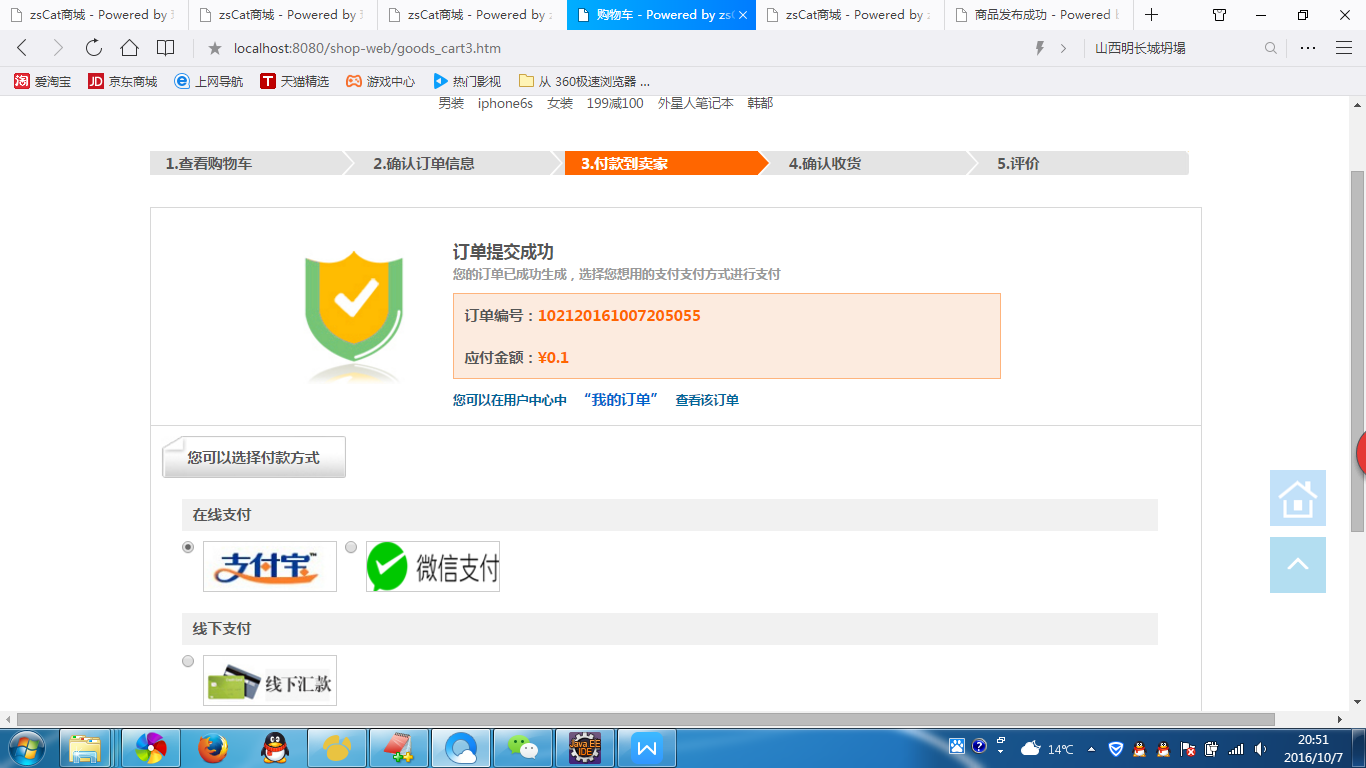 zsCat商城 - Powered by
zsCat商城 - Powered by
zsCat商城 - Powered by
购物车 - Powered by zsC
zsCat商城 - Powered by
商品发布成功 - Powered
localhost:8080/shop-web/goods_cart3.htm
山西明长城坍塌
淘 爱淘宝
JD 京东商城
上网导航
T 天猫精选
游戏中心
热门影视
从 360极速浏览器 ...
男装 iphone6s 女装 199减100 外星人笔记本 韩都
1.查看购物车
2.确认订单信息
3.付款到卖家
4.确认收货
5.评价
订单提交成功
您的订单已成功生成，选择您想用的支付支付方式进行支付
订单编号：102120161007205055
应付金额：¥0.1
您可以在用户中心中 “我的订单” 查看该订单
您可以选择付款方式
在线支付
支付宝™
微信支付
线下支付
线下汇款
Java EE
IDE
W
14℃
20:51
2016/10/7